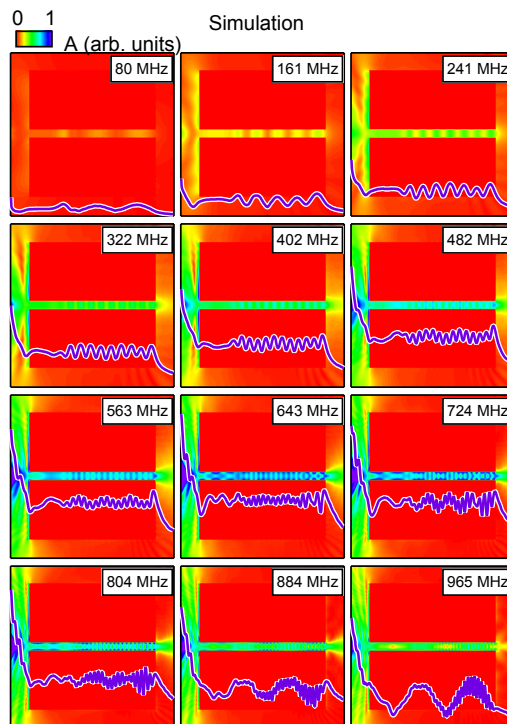 0 1
Simulation
A (arb. units)
80 MHz
161 MHz
241 MHz
322 MHz
402 MHz
482 MHz
563 MHz
643 MHz
724 MHz
804 MHz
884 MHz
965 MHz